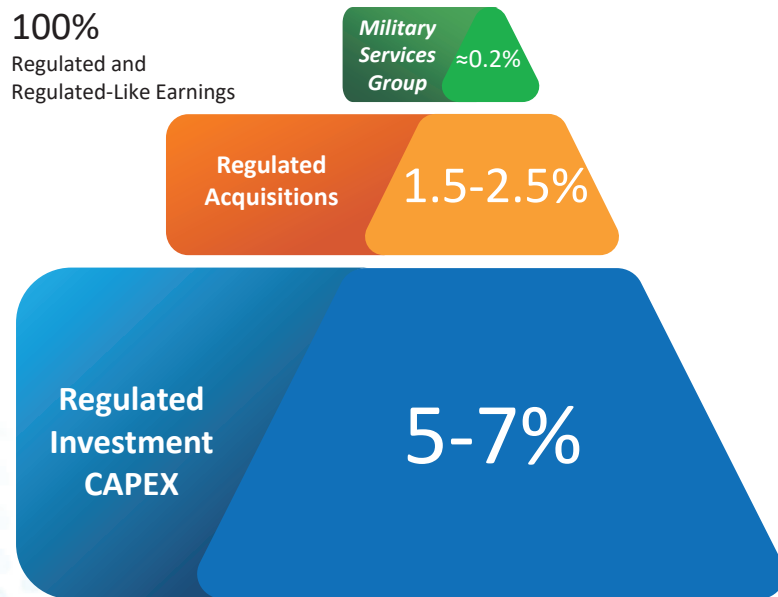 100%
Regulated and
Regulated-Like Earnings
Military
Services
Group
≈0.2%
Regulated
Acquisitions
1.5-2.5%
Regulated
Investment
CAPEX
5-7%